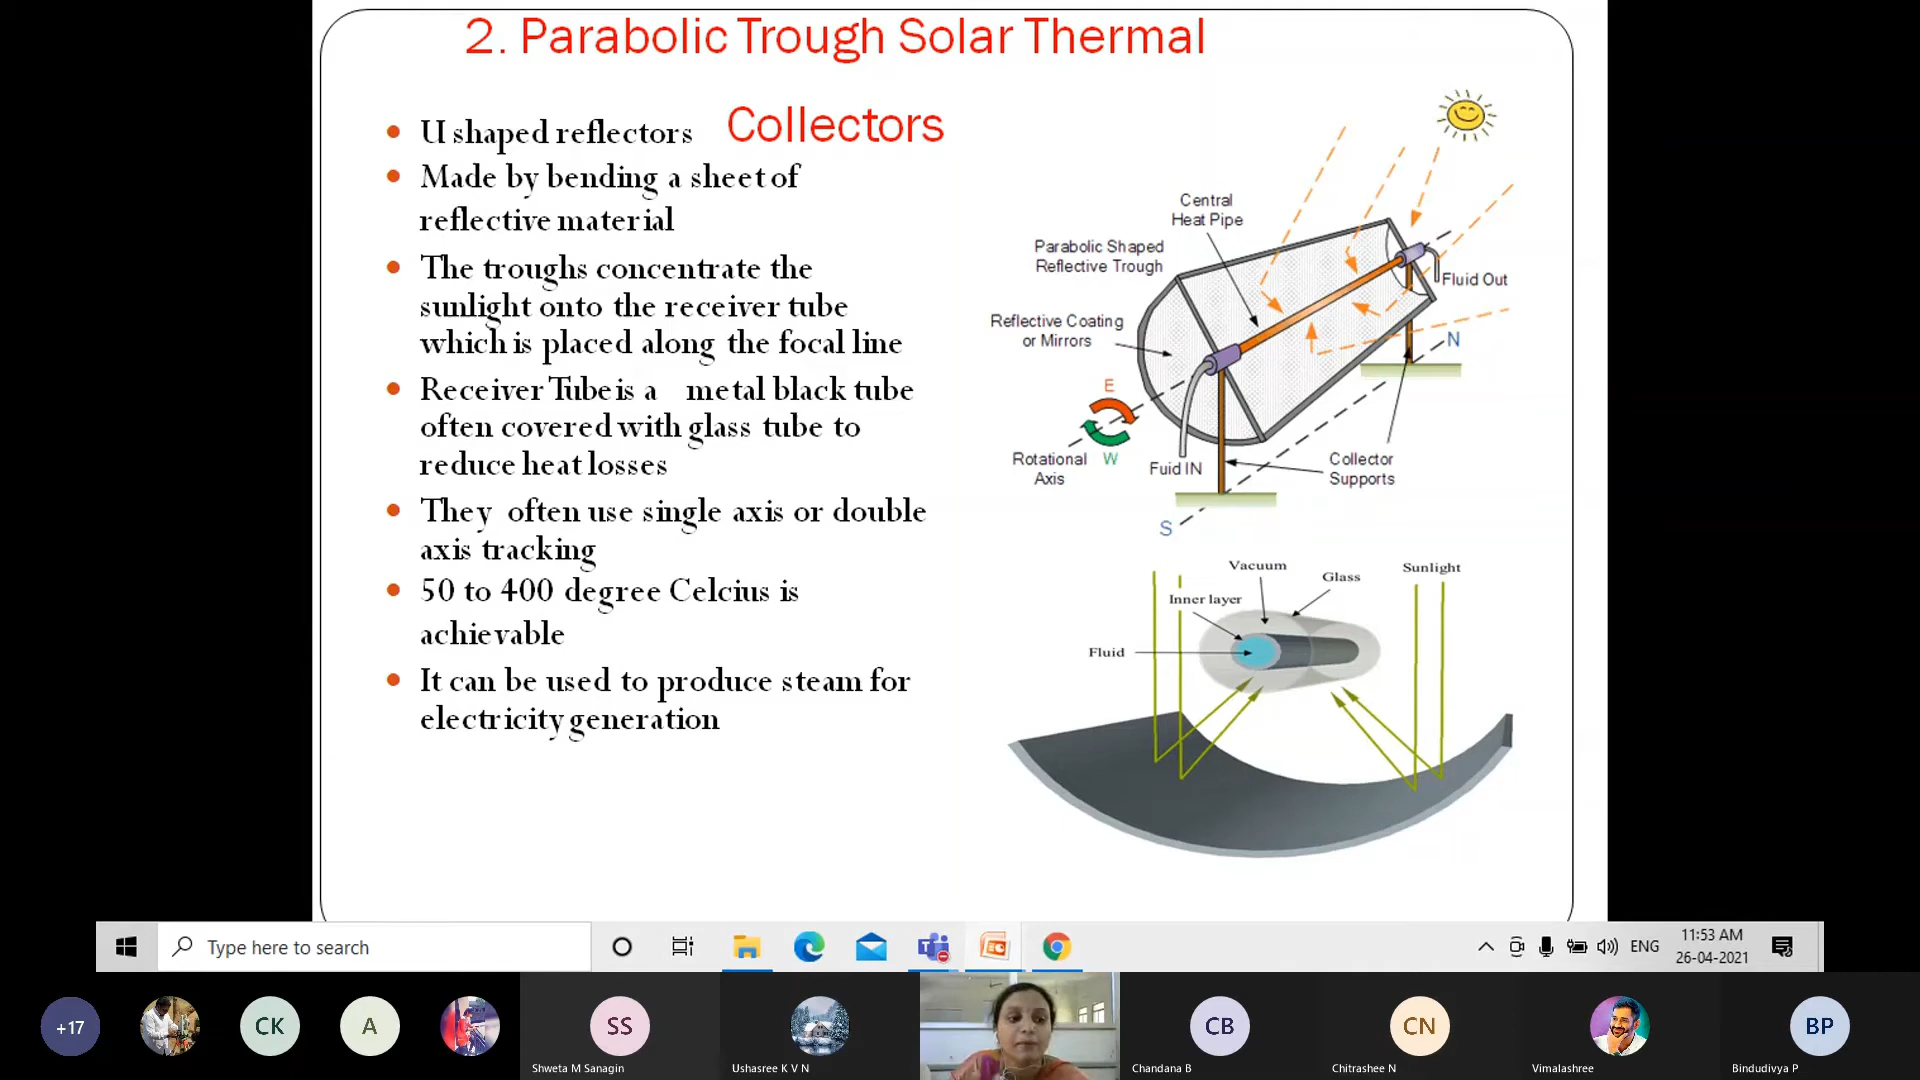 2. Parabolic Trough Solar Thermal
Collectors
U shaped reflectors
Made by bending a sheet of
reflective material
The troughs concentrate the
sunlight onto the receiver tube
which is placed along the focal line
Receiver Tube is a metal black tube
often covered with glass tube to
reduce heat losses
They often use single axis or double
axis tracking
50 to 400 degree Celcius is
achievable
It can be used to produce steam for
electricity generation
Central
Heat Pipe
Parabolic Shaped
Reflective Trough
Fluid Out
Reflective Coating
or Mirrors
N
E
W
Rotational
Axis
Fuid IN
Collector
Supports
S
Vacuum
Glass
Sunlight
Inner layer
Fluid
Type here to search
ENG
11:53 AM
26-04-2021
+17
CK
A
SS
CB
CN
BP
Shweta M Sanagin
Ushasree K V N
Chandana B
Chitrashee N
Vimalashree
Bindudivya P